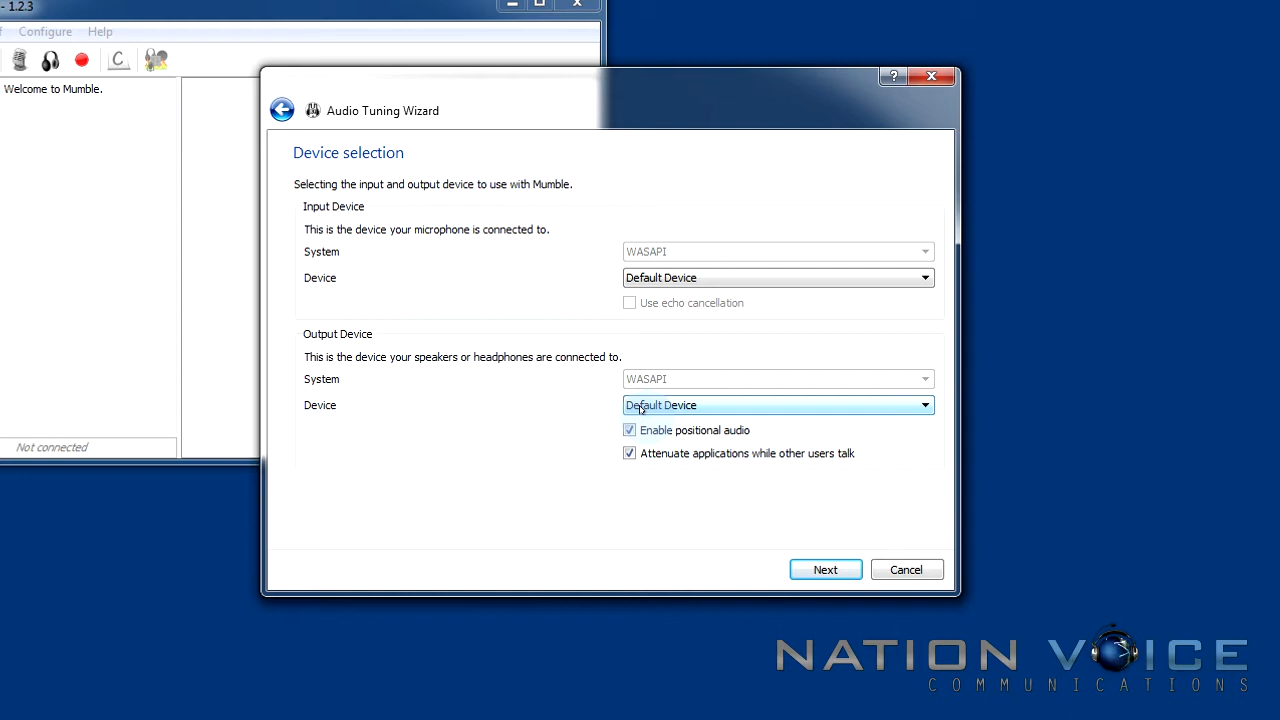 - 1.2.3
f Configure Help
C
Welcome to Mumble.
Not connected
?
Audio Tuning Wizard
Device selection
Selecting the input and output device to use with Mumble.
Input Device
This is the device your microphone is connected to.
System WASAPI
Device Default Device
Use echo cancellation
Output Device
This is the device your speakers or headphones are connected to.
System WASAPI
Device Default Device
Enable positional audio
Attenuate applications while other users talk
Next Cancel
NATION VOICE
COMMUNICATIONS